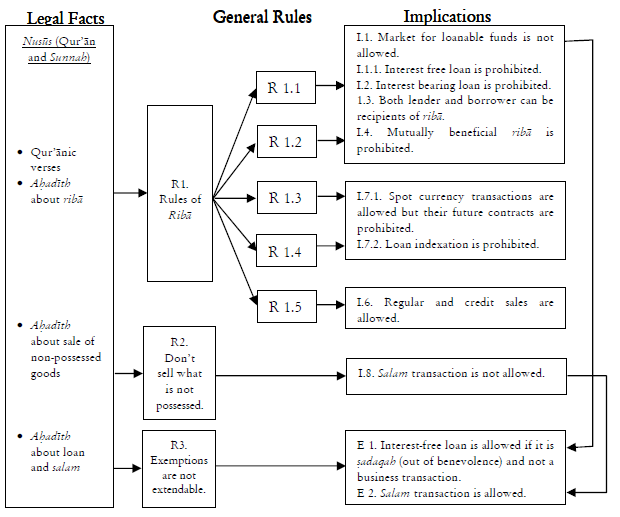 Legal Facts
General Rules
Implications
Nusūs (Qur'ān
and Sunnah)
• Qur'ānic
verses
• Aḥadīth
about ribā
• Aḥadīth
about sale of
non-possessed
goods
• Aḥadīth
about loan
and salam
R1.
Rules of
Ribā
R2.
Don't
sell what
is not
possessed.
R3.
Exemptions
are not
extendable.
R 1.1
R 1.2
R 1.3
R 1.4
R 1.5
I.1. Market for loanable funds is not
allowed.
I.1.1. Interest free loan is prohibited.
I.2. Interest bearing loan is prohibited.
1.3. Both lender and borrower can be
recipients of ribā.
I.4. Mutually beneficial ribā is
prohibited.
I.7.1. Spot currency transactions are
allowed but their future contracts are
prohibited.
I.7.2. Loan indexation is prohibited.
I.6. Regular and credit sales are
allowed.
I.8. Salam transaction is not allowed.
E 1. Interest-free loan is allowed if it is
ṣadaqah (out of benevolence) and not a
business transaction.
E 2. Salam transaction is allowed.